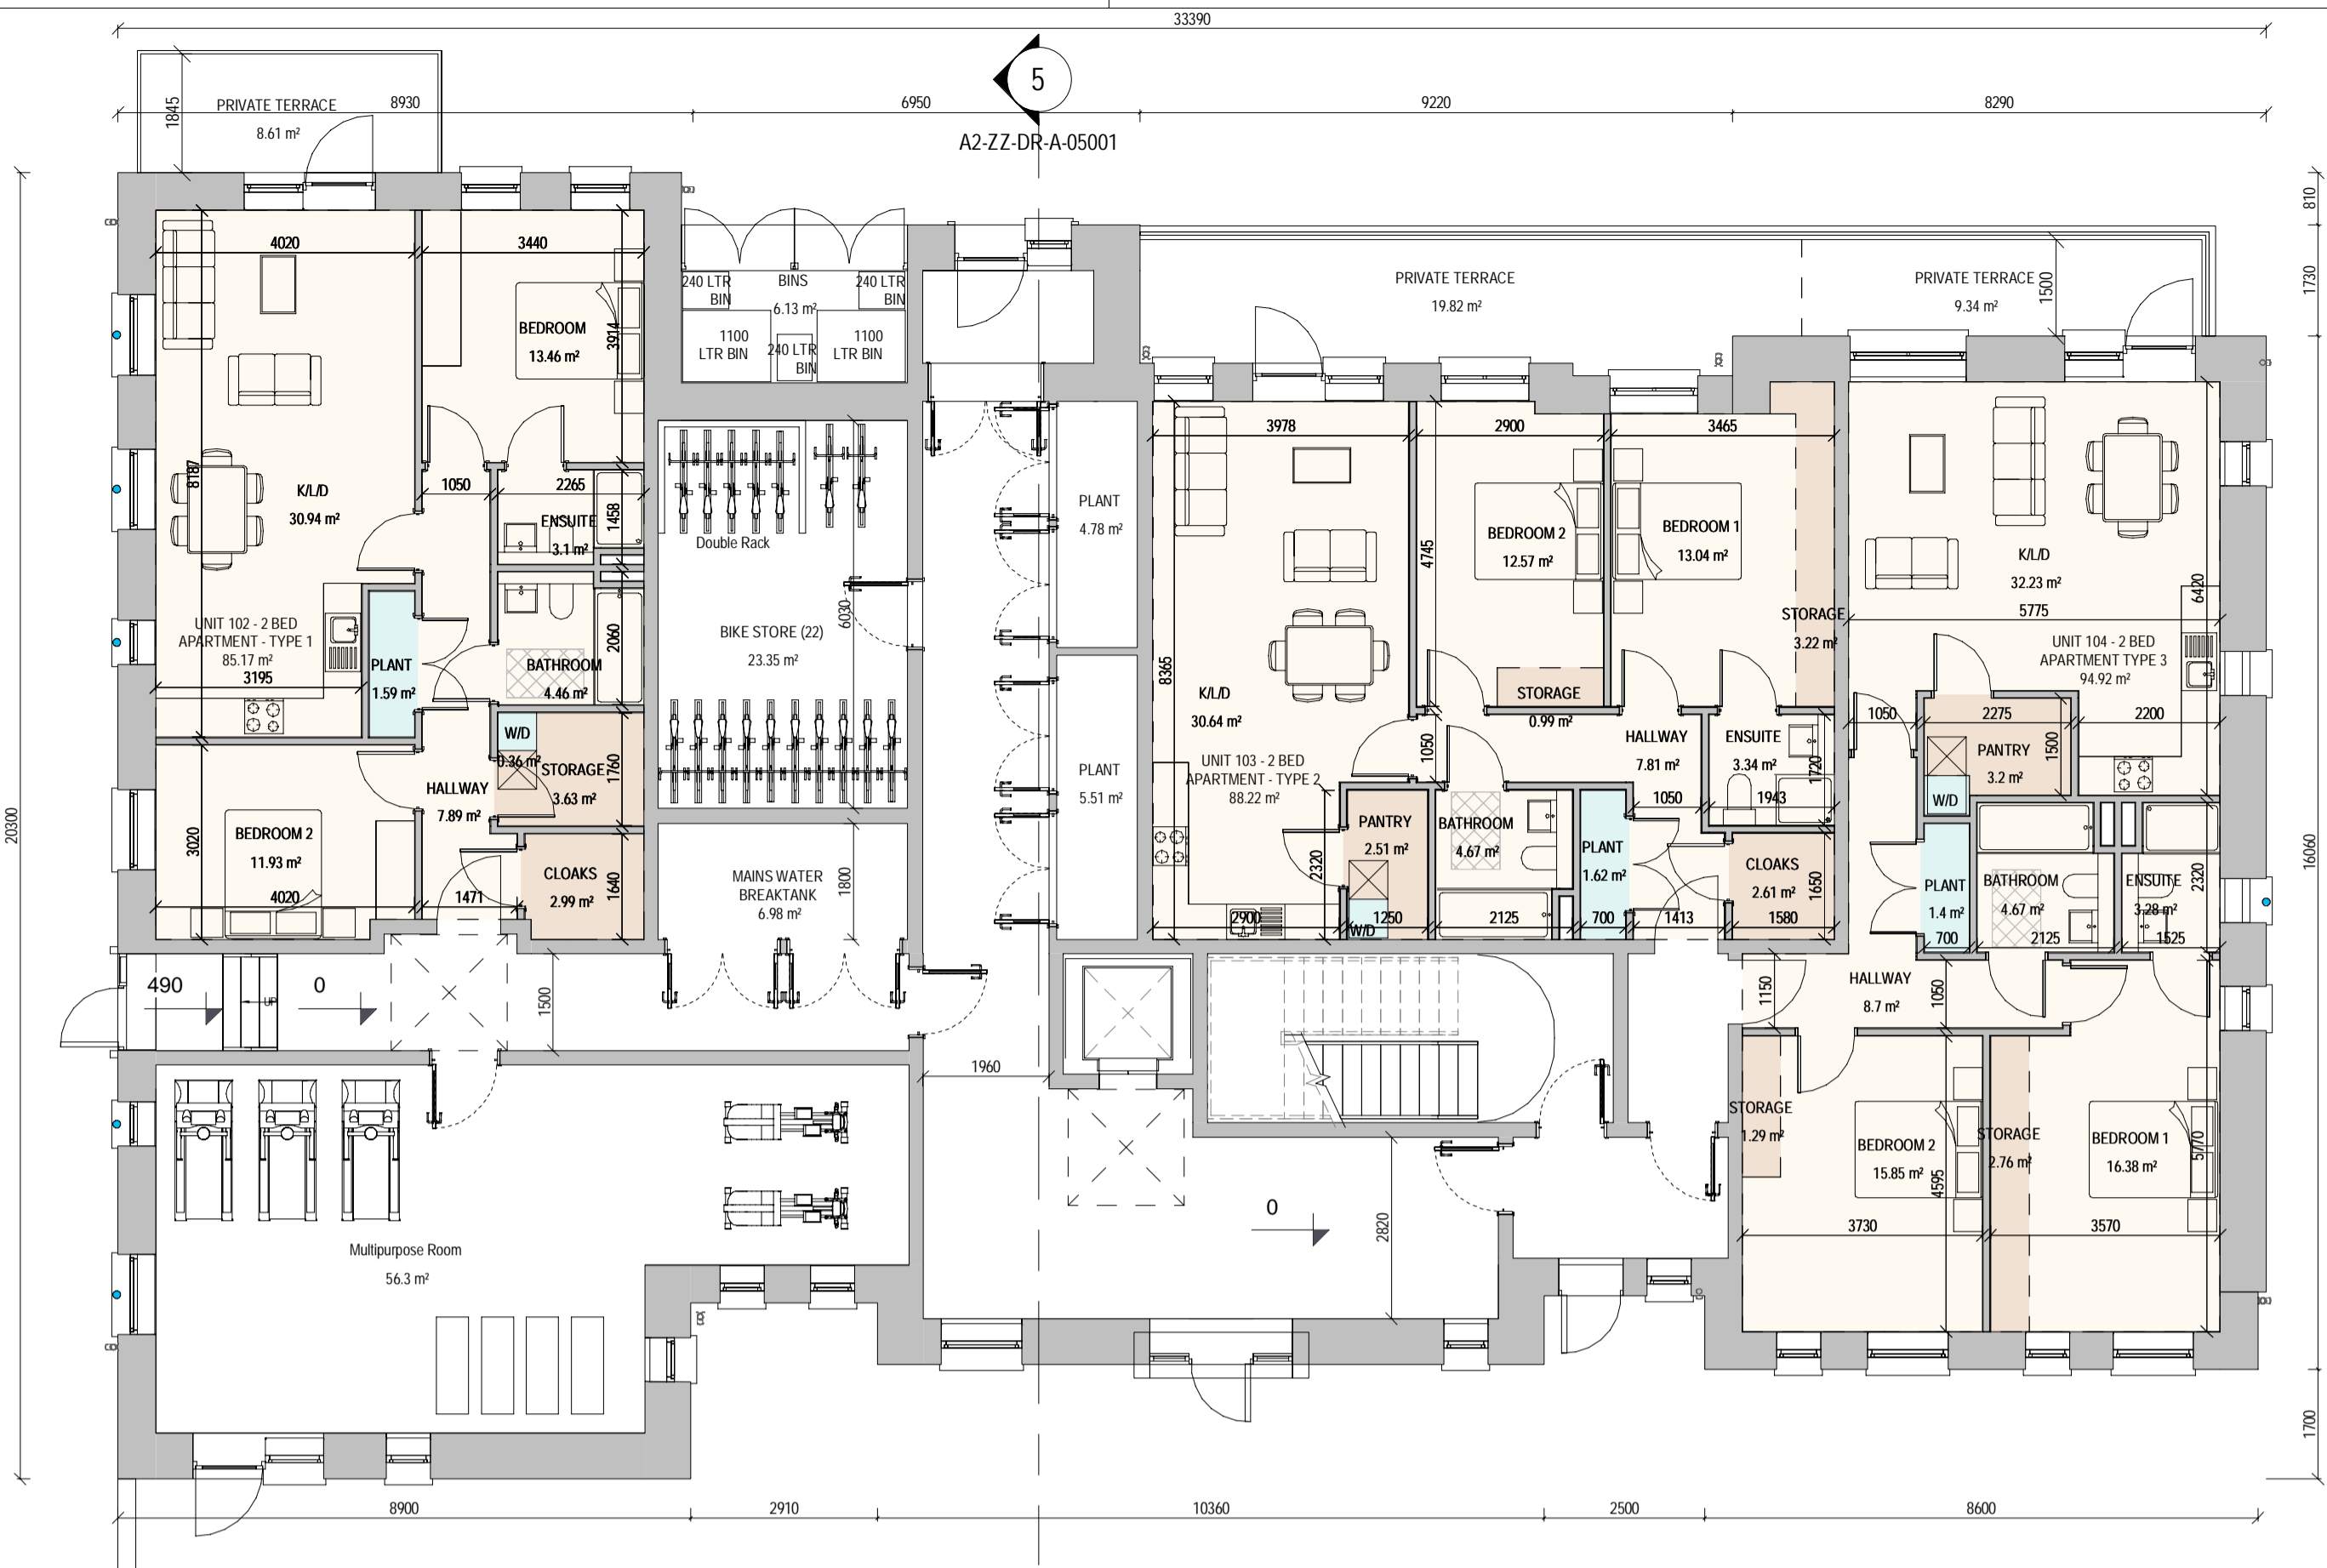 33390
5
8930
6950
9220
8290
A2-ZZ-DR-A-05001
PRIVATE TERRACE
8.61 m²
1845
20300
810
1730
16060
1700
4020
3440
BEDROOM
13.46 m²
3914
8187
K/L/D
30.94 m²
1050
2265
ENSUITE
3.1 m²
1458
UNIT 102 - 2 BED
APARTMENT - TYPE 1
85.17 m²
3195
PLANT
1.59 m²
BATHROOM
4.46 m²
2060
W/D
0.36 m²
STORAGE
3.63 m²
1760
HALLWAY
7.89 m²
BEDROOM 2
11.93 m²
3020
4020
1471
CLOAKS
2.99 m²
1640
240 LTR
BIN
BINS
6.13 m²
240 LTR
BIN
1100
LTR BIN
240 LTR
BIN
1100
LTR BIN
Double Rack
BIKE STORE (22)
23.35 m²
6030
MAINS WATER
BREAKTANK
6.98 m²
1800
PLANT
4.78 m²
PLANT
5.51 m²
PRIVATE TERRACE
19.82 m²
PRIVATE TERRACE
9.34 m²
1500
3978
2900
3465
BEDROOM 2
12.57 m²
4745
BEDROOM 1
13.04 m²
STORAGE
3.22 m²
STORAGE
0.99 m²
8365
K/L/D
30.64 m²
UNIT 103 - 2 BED
APARTMENT - TYPE 2
88.22 m²
1050
HALLWAY
7.81 m²
ENSUITE
3.34 m²
1720
1050
1943
PANTRY
2.51 m²
2320
W/D
BATHROOM
4.67 m²
PLANT
1.62 m²
CLOAKS
2.61 m²
1650
2900
1250
2125
700
1413
1580
K/L/D
32.23 m²
5775
6420
UNIT 104 - 2 BED
APARTMENT TYPE 3
94.92 m²
1050
2275
2200
PANTRY
3.2 m²
1500
W/D
PLANT
1.4 m²
BATHROOM
4.67 m²
ENSUITE
3.28 m²
2320
700
2125
1525
HALLWAY
8.7 m²
1150
1050
STORAGE
1.29 m²
BEDROOM 2
15.85 m²
4595
STORAGE
2.76 m²
BEDROOM 1
16.38 m²
5770
3730
3570
490
0
UP
1500
1960
0
2820
Multipurpose Room
56.3 m²
8900
2910
10360
2500
8600